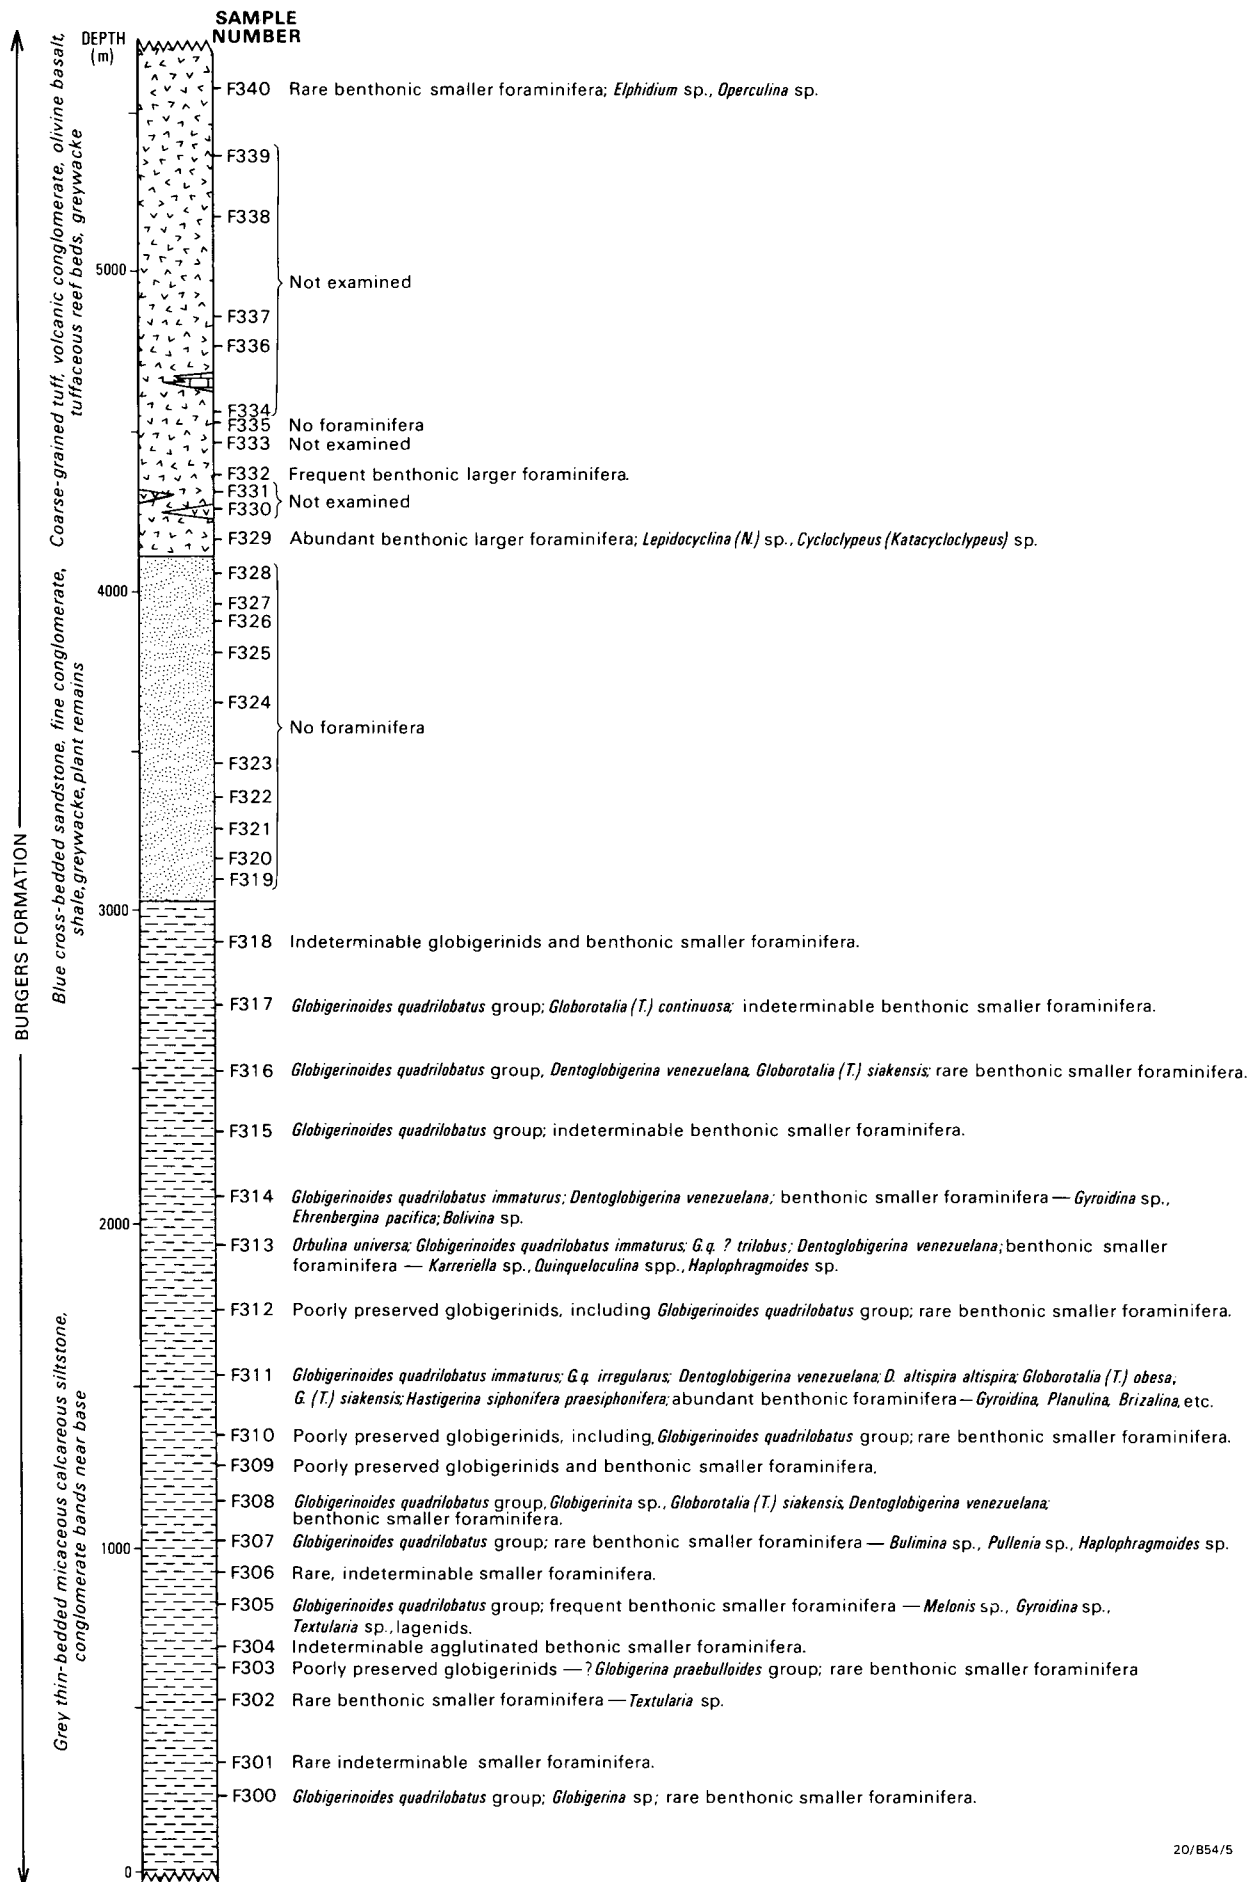 SAMPLE
NUMBER
DEPTH
(m)
F340 Rare benthonic smaller foraminifera; Elphidium sp., Operculina sp.
F339
F338
5000
Not examined
F337
F336
F334
F335 No foraminifera
F333 Not examined
F332 Frequent benthonic larger foraminifera.
F331
Not examined
F330
F329 Abundant benthonic larger foraminifera; Lepidocyclina (N.) sp., Cycloclypeus (Katacycloclypeus) sp.
F328
4000
F327
F326
F325
F324
No foraminifera
F323
F322
F321
F320
F319
3000
F318 Indeterminable globigerinids and benthonic smaller foraminifera.
F317 Globigerinoides quadrilobatus group; Globorotalia (T.) continuosa; indeterminable benthonic smaller foraminifera.
F316 Globigerinoides quadrilobatus group, Dentoglobigerina venezuelana, Globorotalia (T.) siakensis; rare benthonic smaller foraminifera.
F315 Globigerinoides quadrilobatus group; indeterminable benthonic smaller foraminifera.
F314 Globigerinoides quadrilobatus immaturus; Dentoglobigerina venezuelana; benthonic smaller foraminifera — Gyroidina sp.,
Ehrenbergina pacifica; Bolivina sp.
2000
F313 Orbulina universa; Globigerinoides quadrilobatus immaturus; G.q. ? trilobus; Dentoglobigerina venezuelana; benthonic smaller
foraminifera — Karreriella sp., Quinqueloculina spp., Haplophragmoides sp.
F312 Poorly preserved globigerinids, including Globigerinoides quadrilobatus group; rare benthonic smaller foraminifera.
F311 Globigerinoides quadrilobatus immaturus; G.q. irregularus; Dentoglobigerina venezuelana; D. altispira altispira; Globorotalia (T.) obesa;
G. (T.) siakensis; Hastigerina siphonifera praesiphonifera; abundant benthonic foraminifera — Gyroidina, Planulina, Brizalina, etc.
F310 Poorly preserved globigerinids, including, Globigerinoides quadrilobatus group; rare benthonic smaller foraminifera.
F309 Poorly preserved globigerinids and benthonic smaller foraminifera.
F308 Globigerinoides quadrilobatus group, Globigerinita sp., Globorotalia (T.) siakensis, Dentoglobigerina venezuelana;
benthonic smaller foraminifera.
F307 Globigerinoides quadrilobatus group; rare benthonic smaller foraminifera — Bulimina sp., Pullenia sp., Haplophragmoides sp.
1000
F306 Rare, indeterminable smaller foraminifera.
F305 Globigerinoides quadrilobatus group; frequent benthonic smaller foraminifera — Melonis sp., Gyroidina sp.,
Textularia sp., lagenids.
F304 Indeterminable agglutinated bethonic smaller foraminifera.
F303 Poorly preserved globigerinids — ? Globigerina praebulloides group; rare benthonic smaller foraminifera
F302 Rare benthonic smaller foraminifera — Textularia sp.
F301 Rare indeterminable smaller foraminifera.
F300 Globigerinoides quadrilobatus group; Globigerina sp; rare benthonic smaller foraminifera.
0
BURGERS FORMATION
Coarse-grained tuff, volcanic conglomerate, olivine basalt,
tuffaceous reef beds, greywacke
Blue cross-bedded sandstone, fine conglomerate,
shale, greywacke, plant remains
Grey thin-bedded micaceous calcareous siltstone,
conglomerate bands near base
20/B54/5